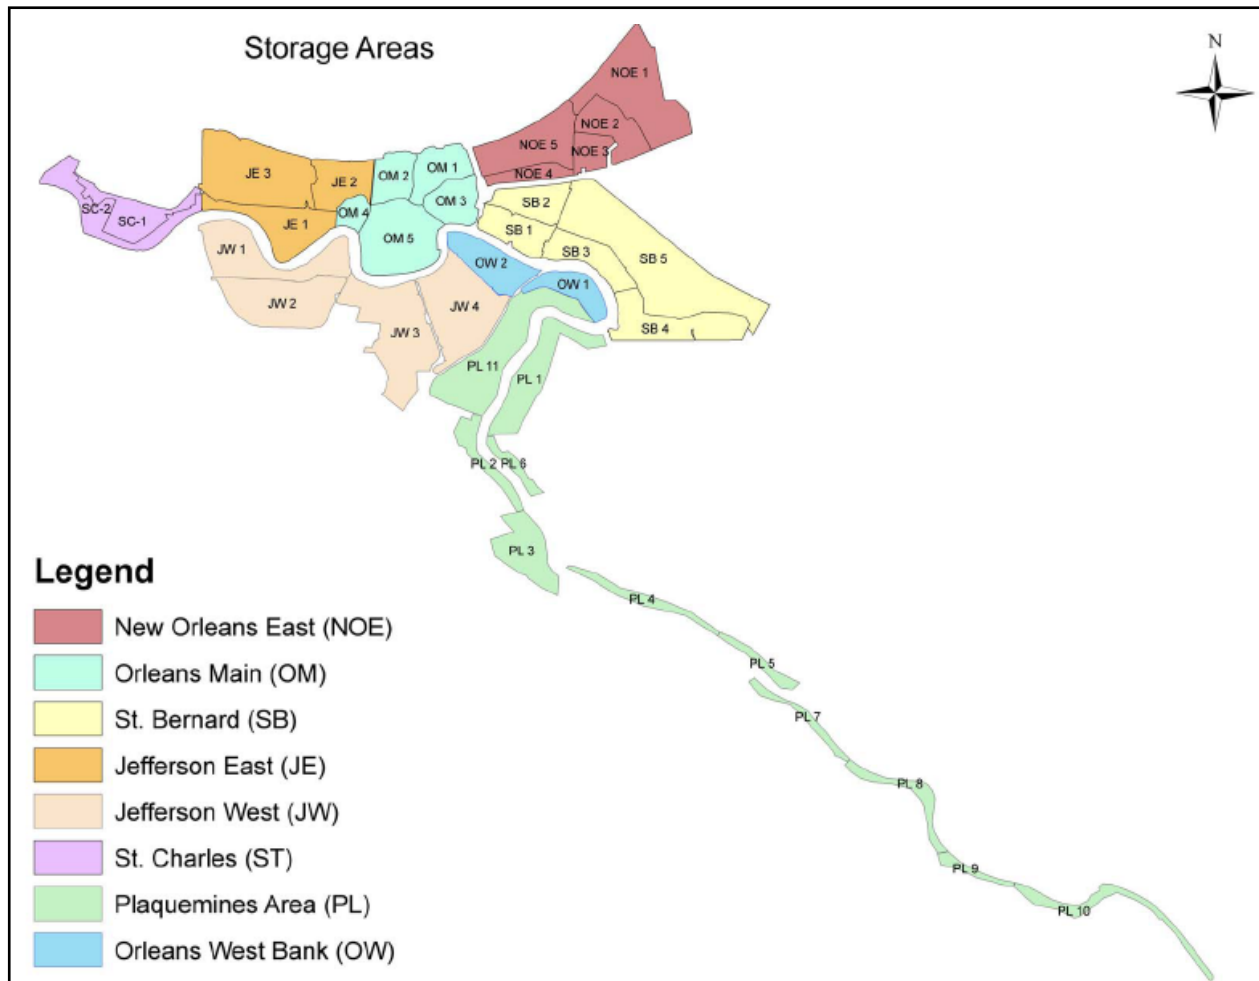 Storage Areas
N
NOE 1
NOE 2
NOE 5
NOE 3
NOE 4
JE 3
JE 2
JE 1
OM 2
OM 1
OM 4
OM 3
OM 5
SC-2
SC-1
SB 2
SB 1
SB 3
SB 5
SB 4
JW 1
JW 2
JW 3
JW 4
OW 2
OW 1
PL 11
PL 1
PL 2
PL 6
PL 3
PL 4
PL 5
PL 7
PL 8
PL 9
PL 10
Legend
New Orleans East (NOE)
Orleans Main (OM)
St. Bernard (SB)
Jefferson East (JE)
Jefferson West (JW)
St. Charles (ST)
Plaquemines Area (PL)
Orleans West Bank (OW)